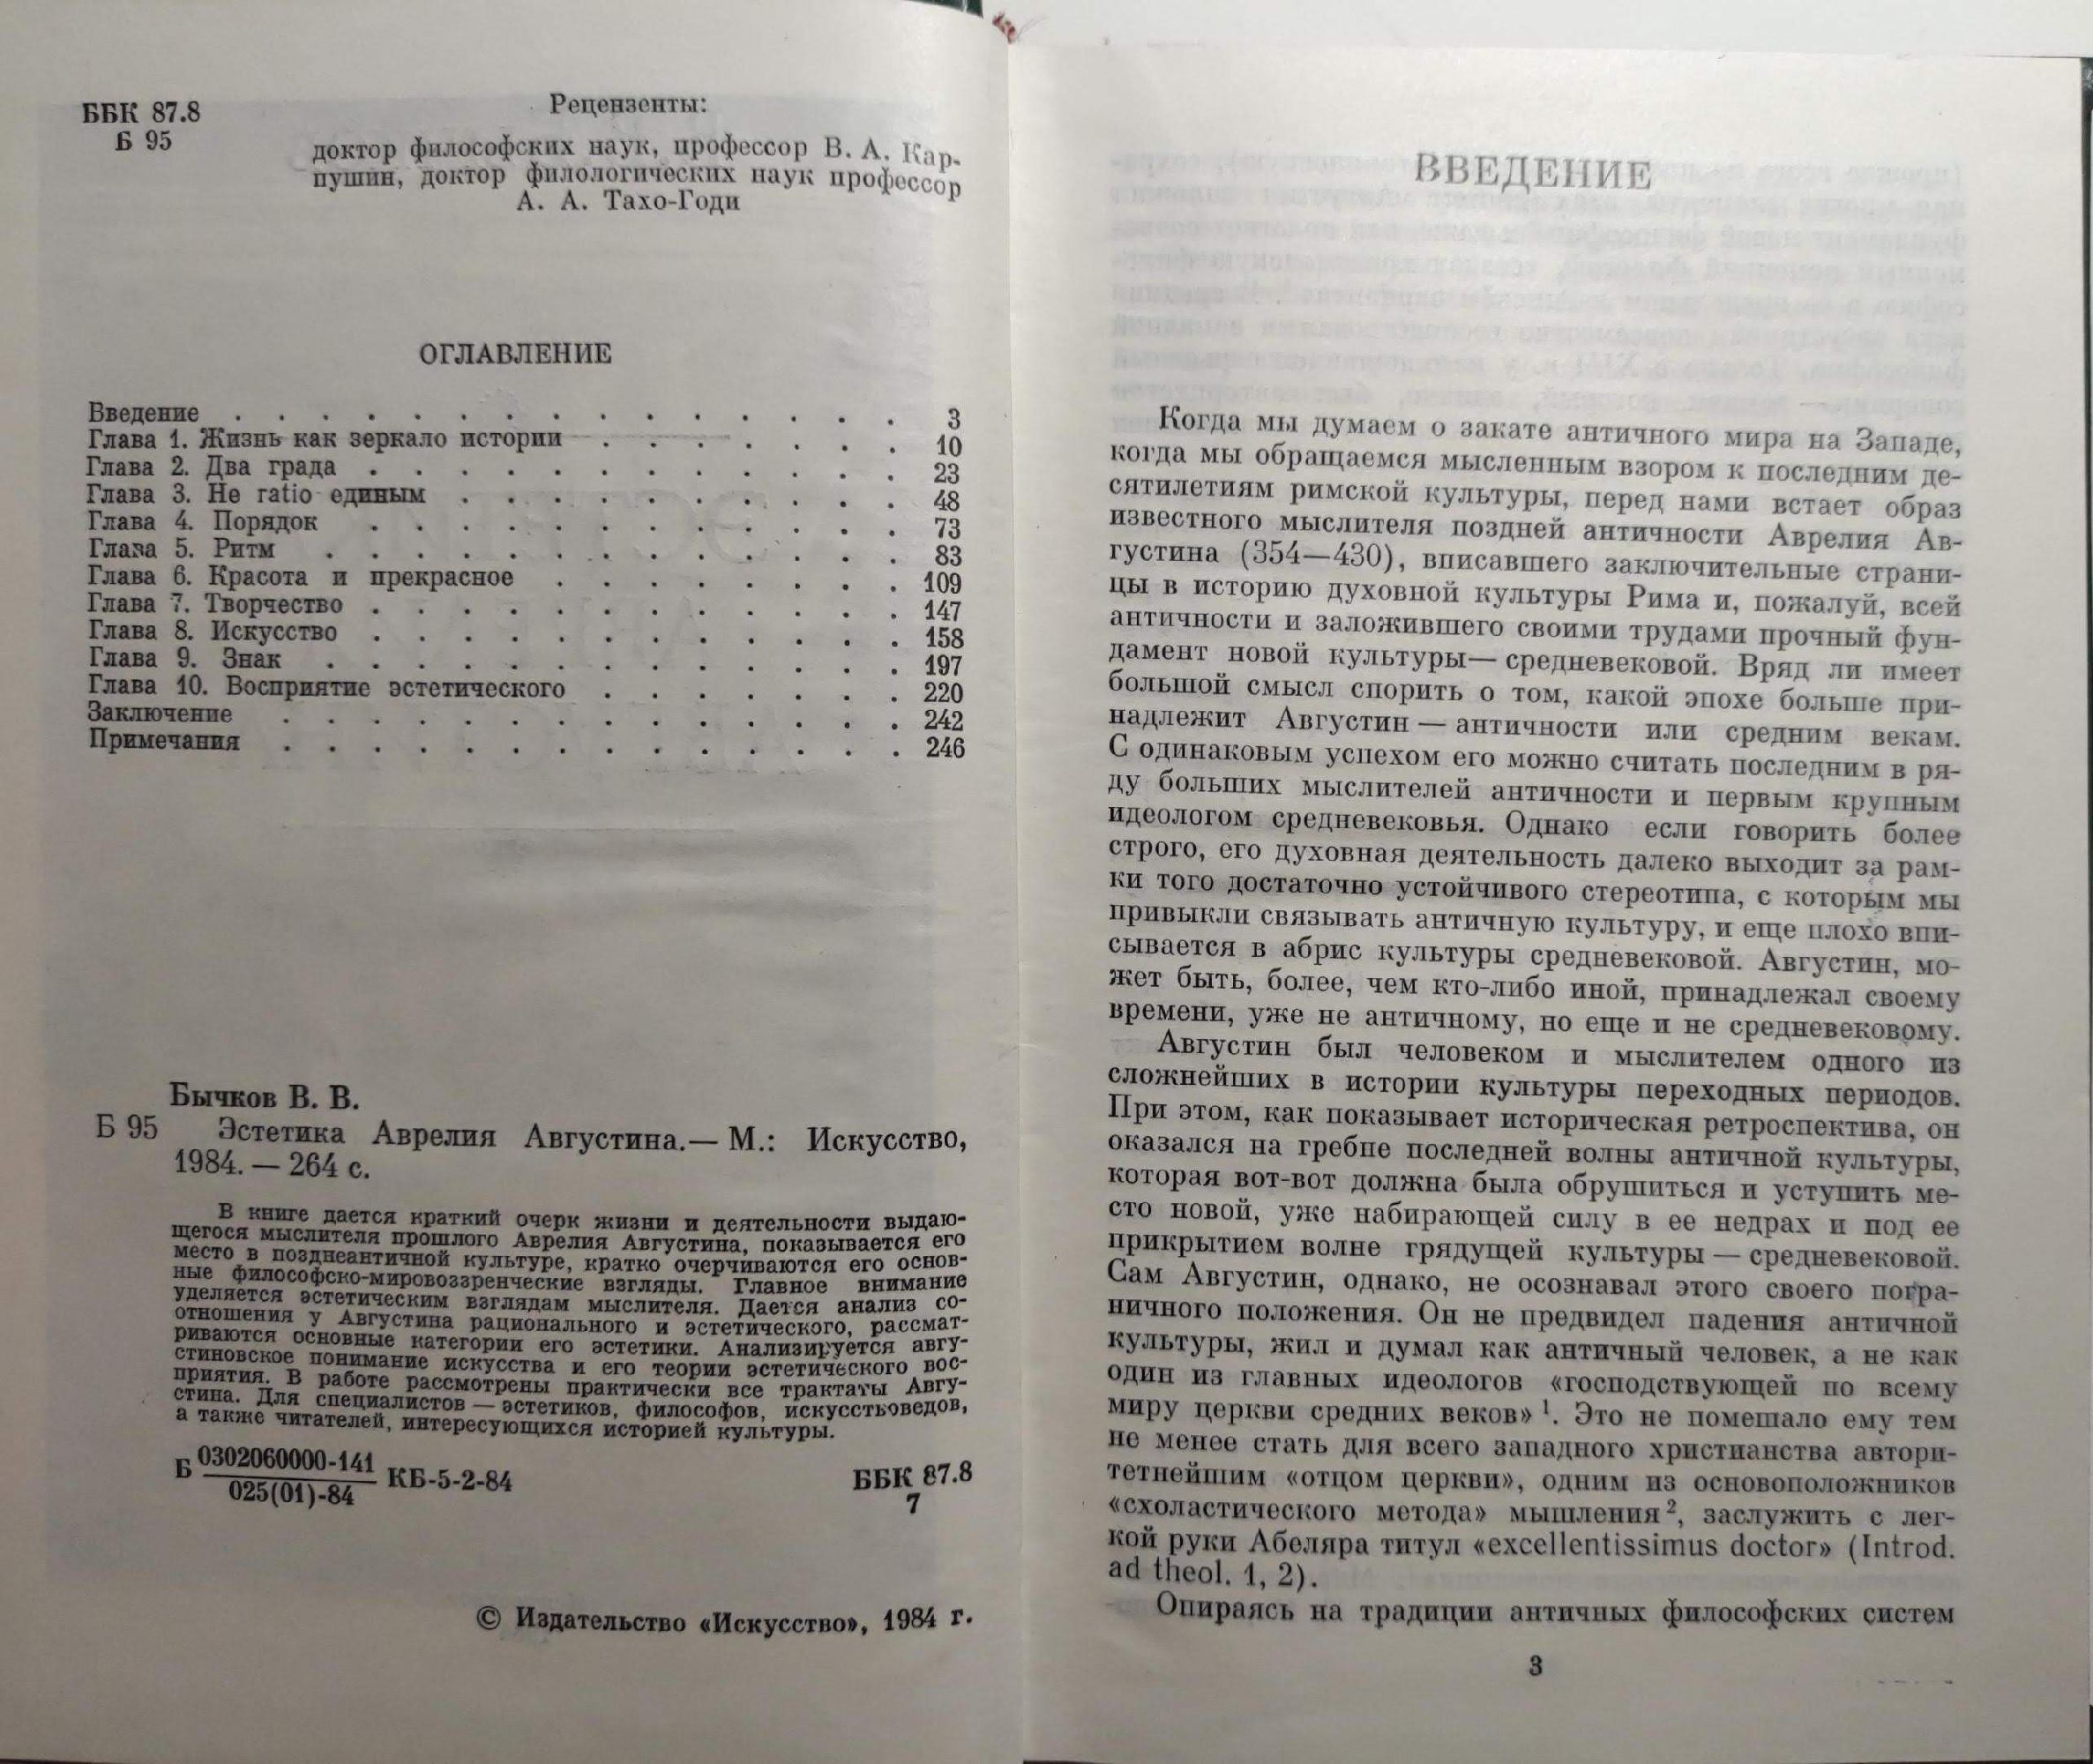 ББК 87.8
Б 95
Рецензенты:
доктор философских наук, профессор В. А. Кар-
пушин, доктор филологических наук профессор
А. А. Тахо-Годи
ОГЛАВЛЕНИЕ
Введение . . . . . . . . . . . . . . 3
Глава 1. Жизнь как зеркало истории . . . . . . 10
Глава 2. Два града . . . . . . . . . . 23
Глава 3. Не ratio единым . . . . . . . . 48
Глава 4. Порядок . . . . . . . . . . 73
Глава 5. Ритм . . . . . . . . . . . 83
Глава 6. Красота и прекрасное . . . . . . . 109
Глава 7. Творчество . . . . . . . . . . 147
Глава 8. Искусство . . . . . . . . . . 158
Глава 9. Знак . . . . . . . . . . . 197
Глава 10. Восприятие эстетического . . . . . . 220
Заключение . . . . . . . . . . . . 242
Примечания . . . . . . . . . . . . 246
Бычков В. В.
Б 95 Эстетика Аврелия Августина.— М.: Искусство,
1984. — 264 с.
В книге дается краткий очерк жизни и деятельности выдаю-
щегося мыслителя прошлого Аврелия Августина, показывается его
место в позднеантичной культуре, кратко очерчиваются его основ-
ные философско-мировоззренческие взгляды. Главное внимание
уделяется эстетическим взглядам мыслителя. Дается анализ со-
отношения у Августина рационального и эстетического, рассмат-
риваются основные категории его эстетики. Анализируется авгу-
стиновское понимание искусства и его теории эстетического вос-
приятия. В работе рассмотрены практически все трактаты Авгу-
стина. Для специалистов — эстетиков, философов, искусствоведов,
а также читателей, интересующихся историей культуры.
Б 0302060000-141 КБ-5-2-84
025(01)-84
ББК 87.8
7
© Издательство «Искусство», 1984 г.
ВВЕДЕНИЕ
Когда мы думаем о закате античного мира на Западе,
когда мы обращаемся мысленным взором к последним де-
сятилетиям римской культуры, перед нами встает образ
известного мыслителя поздней античности Аврелия Ав-
густина (354—430), вписавшего заключительные страни-
цы в историю духовной культуры Рима и, пожалуй, всей
античности и заложившего своими трудами прочный фун-
дамент новой культуры— средневековой. Вряд ли имеет
большой смысл спорить о том, какой эпохе больше при-
надлежит Августин — античности или средним векам.
С одинаковым успехом его можно считать последним в ря-
ду больших мыслителей античности и первым крупным
идеологом средневековья. Однако если говорить более
строго, его духовная деятельность далеко выходит за рам-
ки того достаточно устойчивого стереотипа, с которым мы
привыкли связывать античную культуру, и еще плохо впи-
сывается в абрис культуры средневековой. Августин, мо-
жет быть, более, чем кто-либо иной, принадлежал своему
времени, уже не античному, но еще и не средневековому.
Августин был человеком и мыслителем одного из
сложнейших в истории культуры переходных периодов.
При этом, как показывает историческая ретроспектива, он
оказался на гребне последней волны античной культуры,
которая вот-вот должна была обрушиться и уступить ме-
сто новой, уже набирающей силу в ее недрах и под ее
прикрытием волне грядущей культуры — средневековой.
Сам Августин, однако, не осознавал этого своего погра-
ничного положения. Он не предвидел падения античной
культуры, жил и думал как античный человек, а не как
один из главных идеологов «господствующей по всему
миру церкви средних веков» ¹. Это не помешало ему тем
не менее стать для всего западного христианства автори-
тетнейшим «отцом церкви», одним из основоположников
«схоластического метода» мышления ², заслужить с лег-
кой руки Абеляра титул «excellentissimus doctor» (Introd.
ad theol. 1, 2).
Опираясь на традиции античных философских систем
3